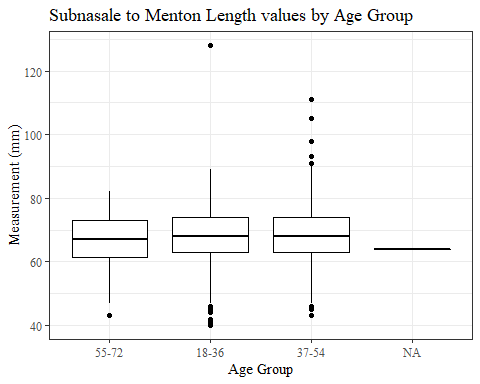 Subnasale to Menton Length values by Age Group
Measurement (mm)
120
100
80
60
40
55-72
18-36
37-54
NA
Age Group